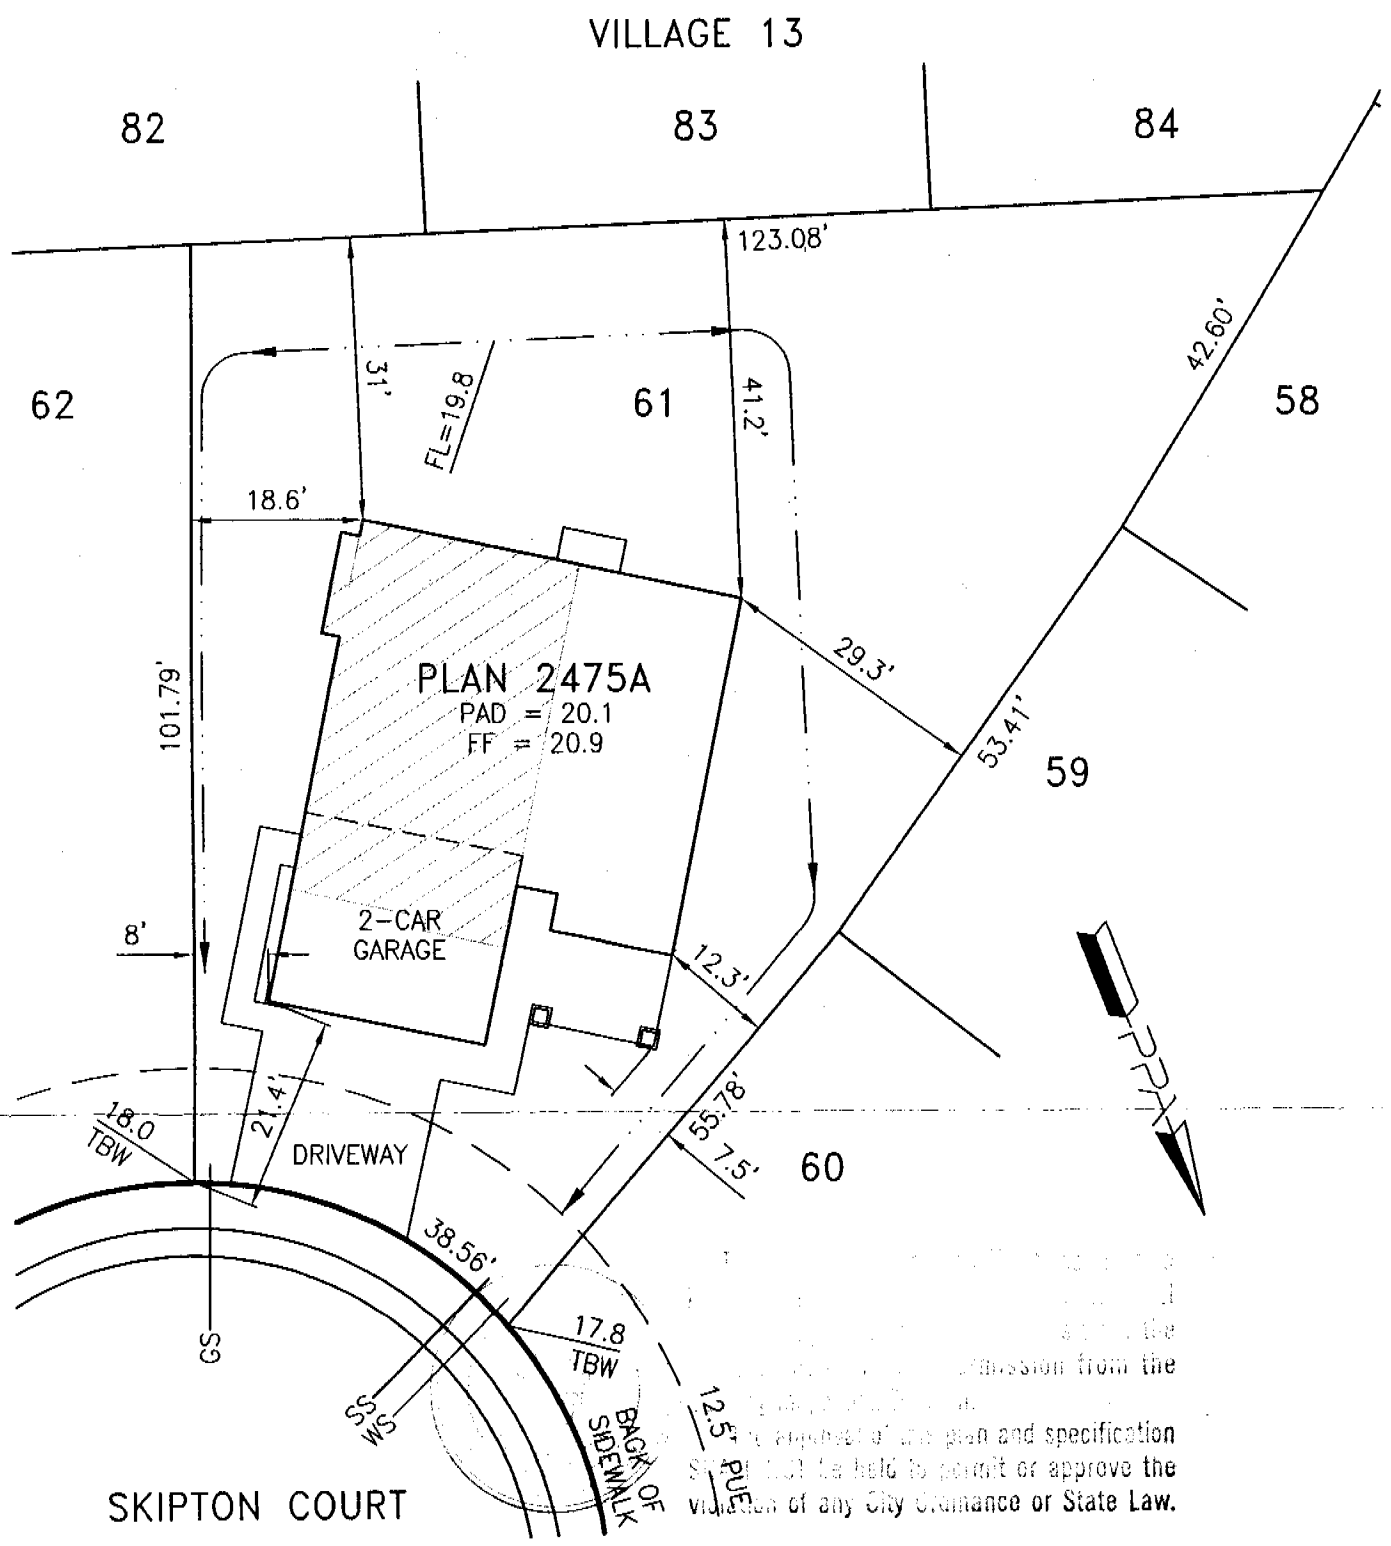 VILLAGE 13
82
83
84
123.08'
42.60'
31'
62
FL=19.8
61
41.2'
58
18.6'
29.3'
PLAN 2475A
PAD = 20.1
FF = 20.9
101.79'
53.41'
59
8'
2-CAR
GARAGE
12.3'
21.4'
18.0
TBW
DRIVEWAY
55.78'
7.5'
60
38.56'
the
from the
17.8
TBW
GS
SS
WS
BACK OF
SIDEWALK
12.5' PUE
plan and specification
be held to permit or approve the
violation of any City Ordinance or State Law.
SKIPTON COURT